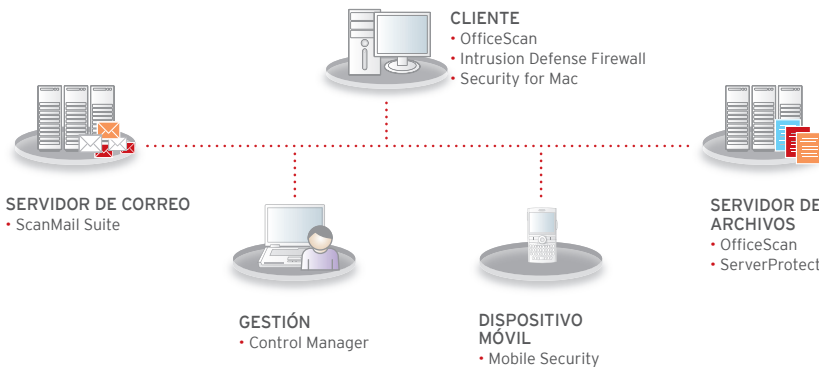 CLIENTE
• OfficeScan
• Intrusion Defense Firewall
• Security for Mac
SERVIDOR DE CORREO
• ScanMail Suite
SERVIDOR DE
ARCHIVOS
• OfficeScan
• ServerProtect
GESTIÓN
• Control Manager
DISPOSITIVO
MÓVIL
• Mobile Security